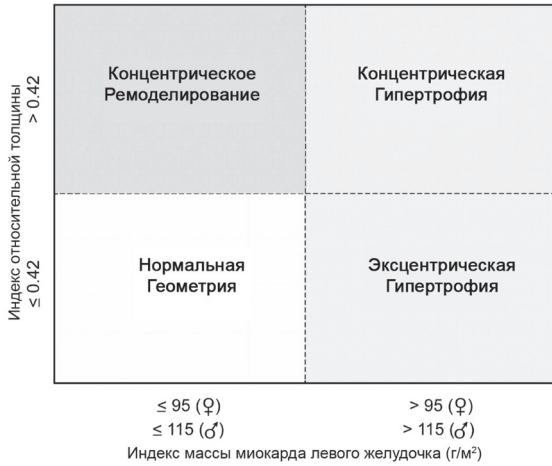 Концентрическое
Ремоделирование
Концентрическая
Гипертрофия
Нормальная
Геометрия
Эксцентрическая
Гипертрофия
Индекс относительной толщины
≤ 0.42
> 0.42
≤ 95 (♀)
≤ 115 (♂)
> 95 (♀)
> 115 (♂)
Индекс массы миокарда левого желудочка (г/м²)